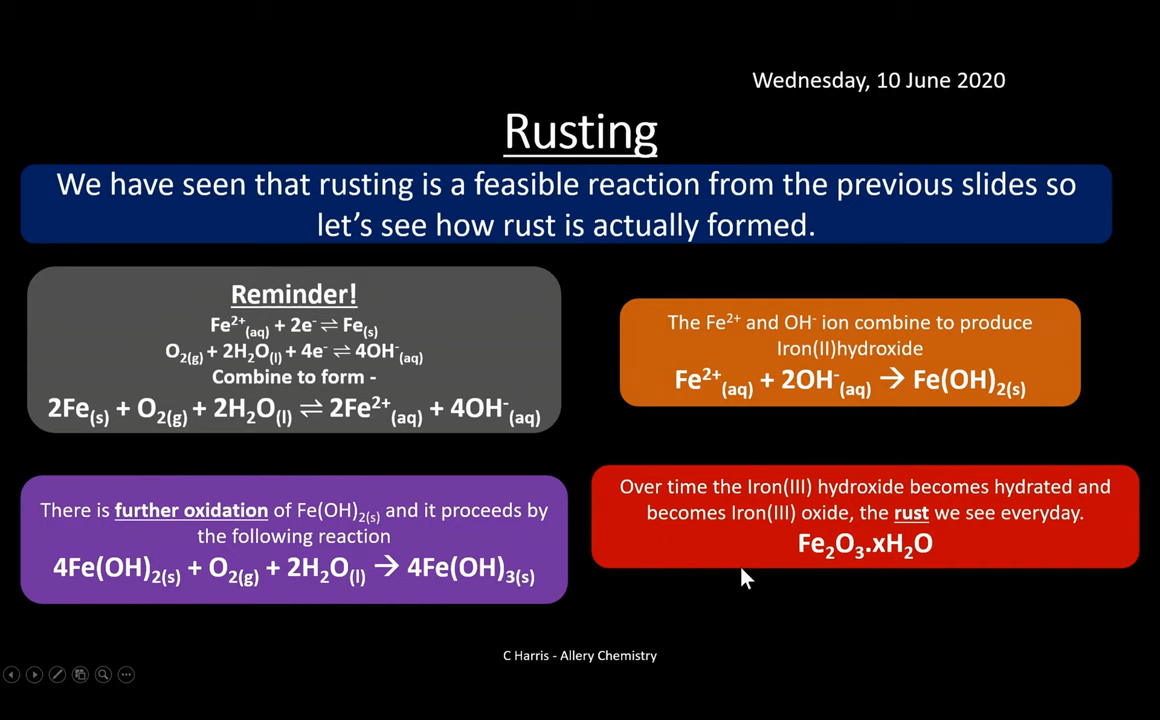 Wednesday, 10 June 2020
Rusting
We have seen that rusting is a feasible reaction from the previous slides so
let's see how rust is actually formed.
Reminder!
Fe²⁺₍aq₎ + 2e⁻ ⇌ Fe₍s₎
O₂₍g₎ + 2H₂O₍l₎ + 4e⁻ ⇌ 4OH⁻₍aq₎
Combine to form -
2Fe₍s₎ + O₂₍g₎ + 2H₂O₍l₎ ⇌ 2Fe²⁺₍aq₎ + 4OH⁻₍aq₎
The Fe²⁺ and OH⁻ ion combine to produce
Iron(II)hydroxide
Fe²⁺₍aq₎ + 2OH⁻₍aq₎ → Fe(OH)₂₍s₎
There is further oxidation of Fe(OH)₂₍s₎ and it proceeds by
the following reaction
4Fe(OH)₂₍s₎ + O₂₍g₎ + 2H₂O₍l₎ → 4Fe(OH)₃₍s₎
Over time the Iron(III) hydroxide becomes hydrated and
becomes Iron(III) oxide, the rust we see everyday.
Fe₂O₃.xH₂O
C Harris - Allery Chemistry